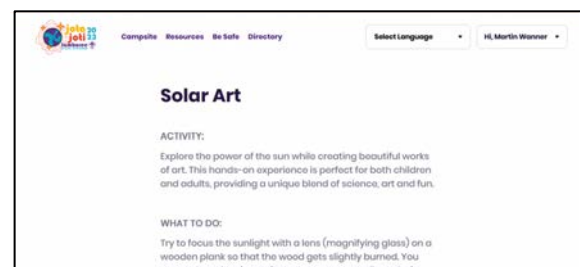 jota
joti
20
23
Campsite Resources Be Safe Directory
Select Language
Hi, Martin Wanner
Solar Art
ACTIVITY:
Explore the power of the sun while creating beautiful works
of art. This hands-on experience is perfect for both children
and adults, providing a unique blend of science, art and fun.
WHAT TO DO:
Try to focus the sunlight with a lens (magnifying glass) on a
wooden plank so that the wood gets slightly burned. You